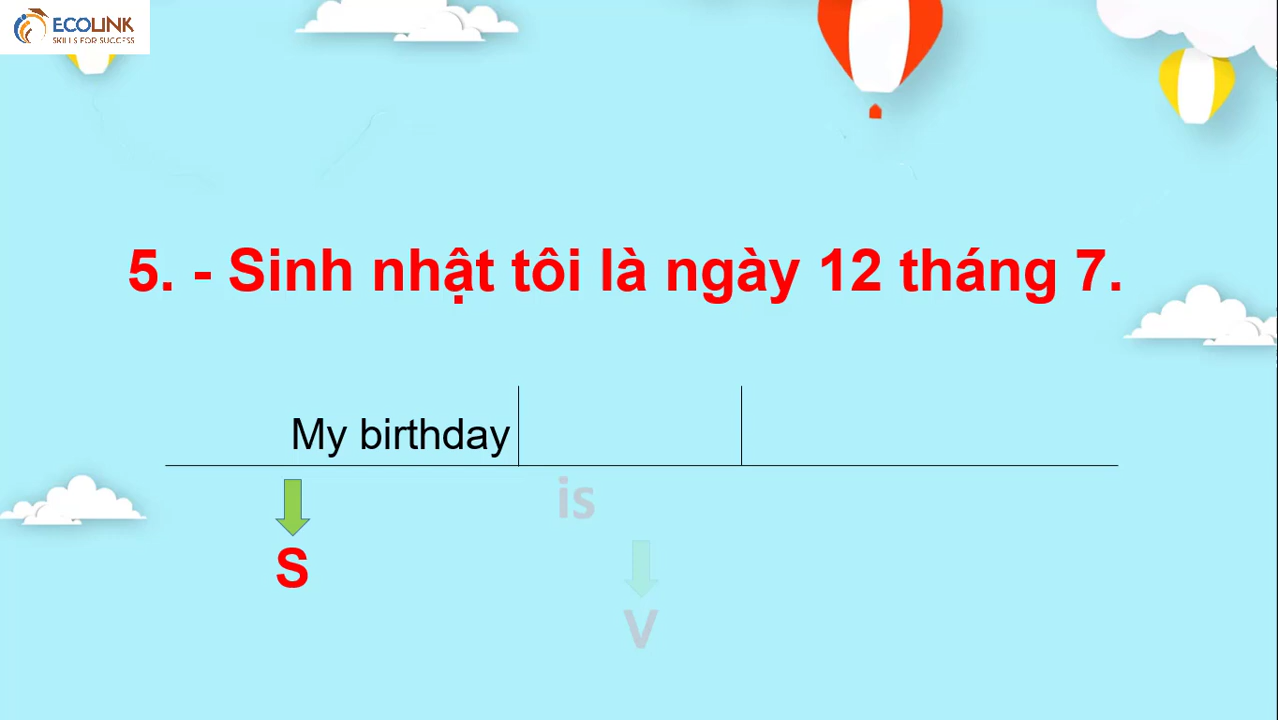 ECOLINK
SKILLS FOR SUCCESS
5. - Sinh nhật tôi là ngày 12 tháng 7.
My birthday
is
S
V